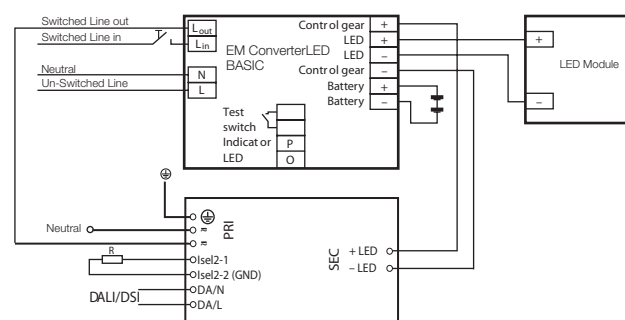 Switched Line out
Switched Line in
Neutral
Un-Switched Line
Lout
Lin
N
L
EM ConverterLED
BASIC
Control gear +
LED +
LED –
Control gear –
Battery +
Battery –
Test
switch
Indicat or
LED
P
O
+
–
LED Module
Neutral
R
PRI
≂
≂
Isel2-1
Isel2-2 (GND)
DALI/DSI
DA/N
DA/L
SEC
+ LED
– LED